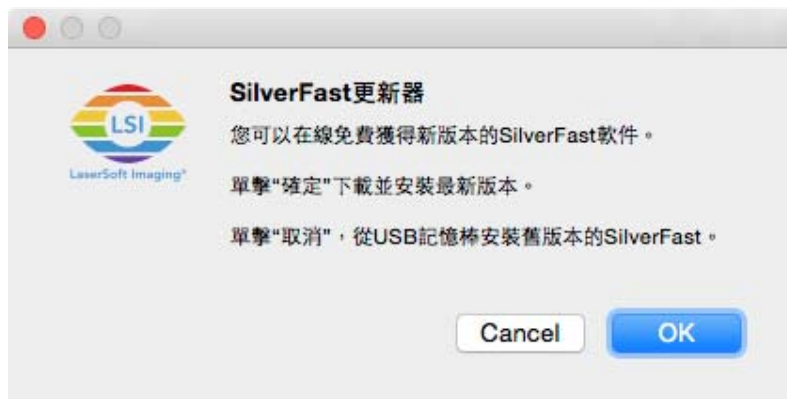 SilverFast更新器
您可以在線免費獲得新版本的SilverFast軟件。
單擊“確定”下載並安裝最新版本。
單擊“取消”，從USB記憶棒安裝舊版本的SilverFast。
LSI
LaserSoft Imaging®
Cancel
OK